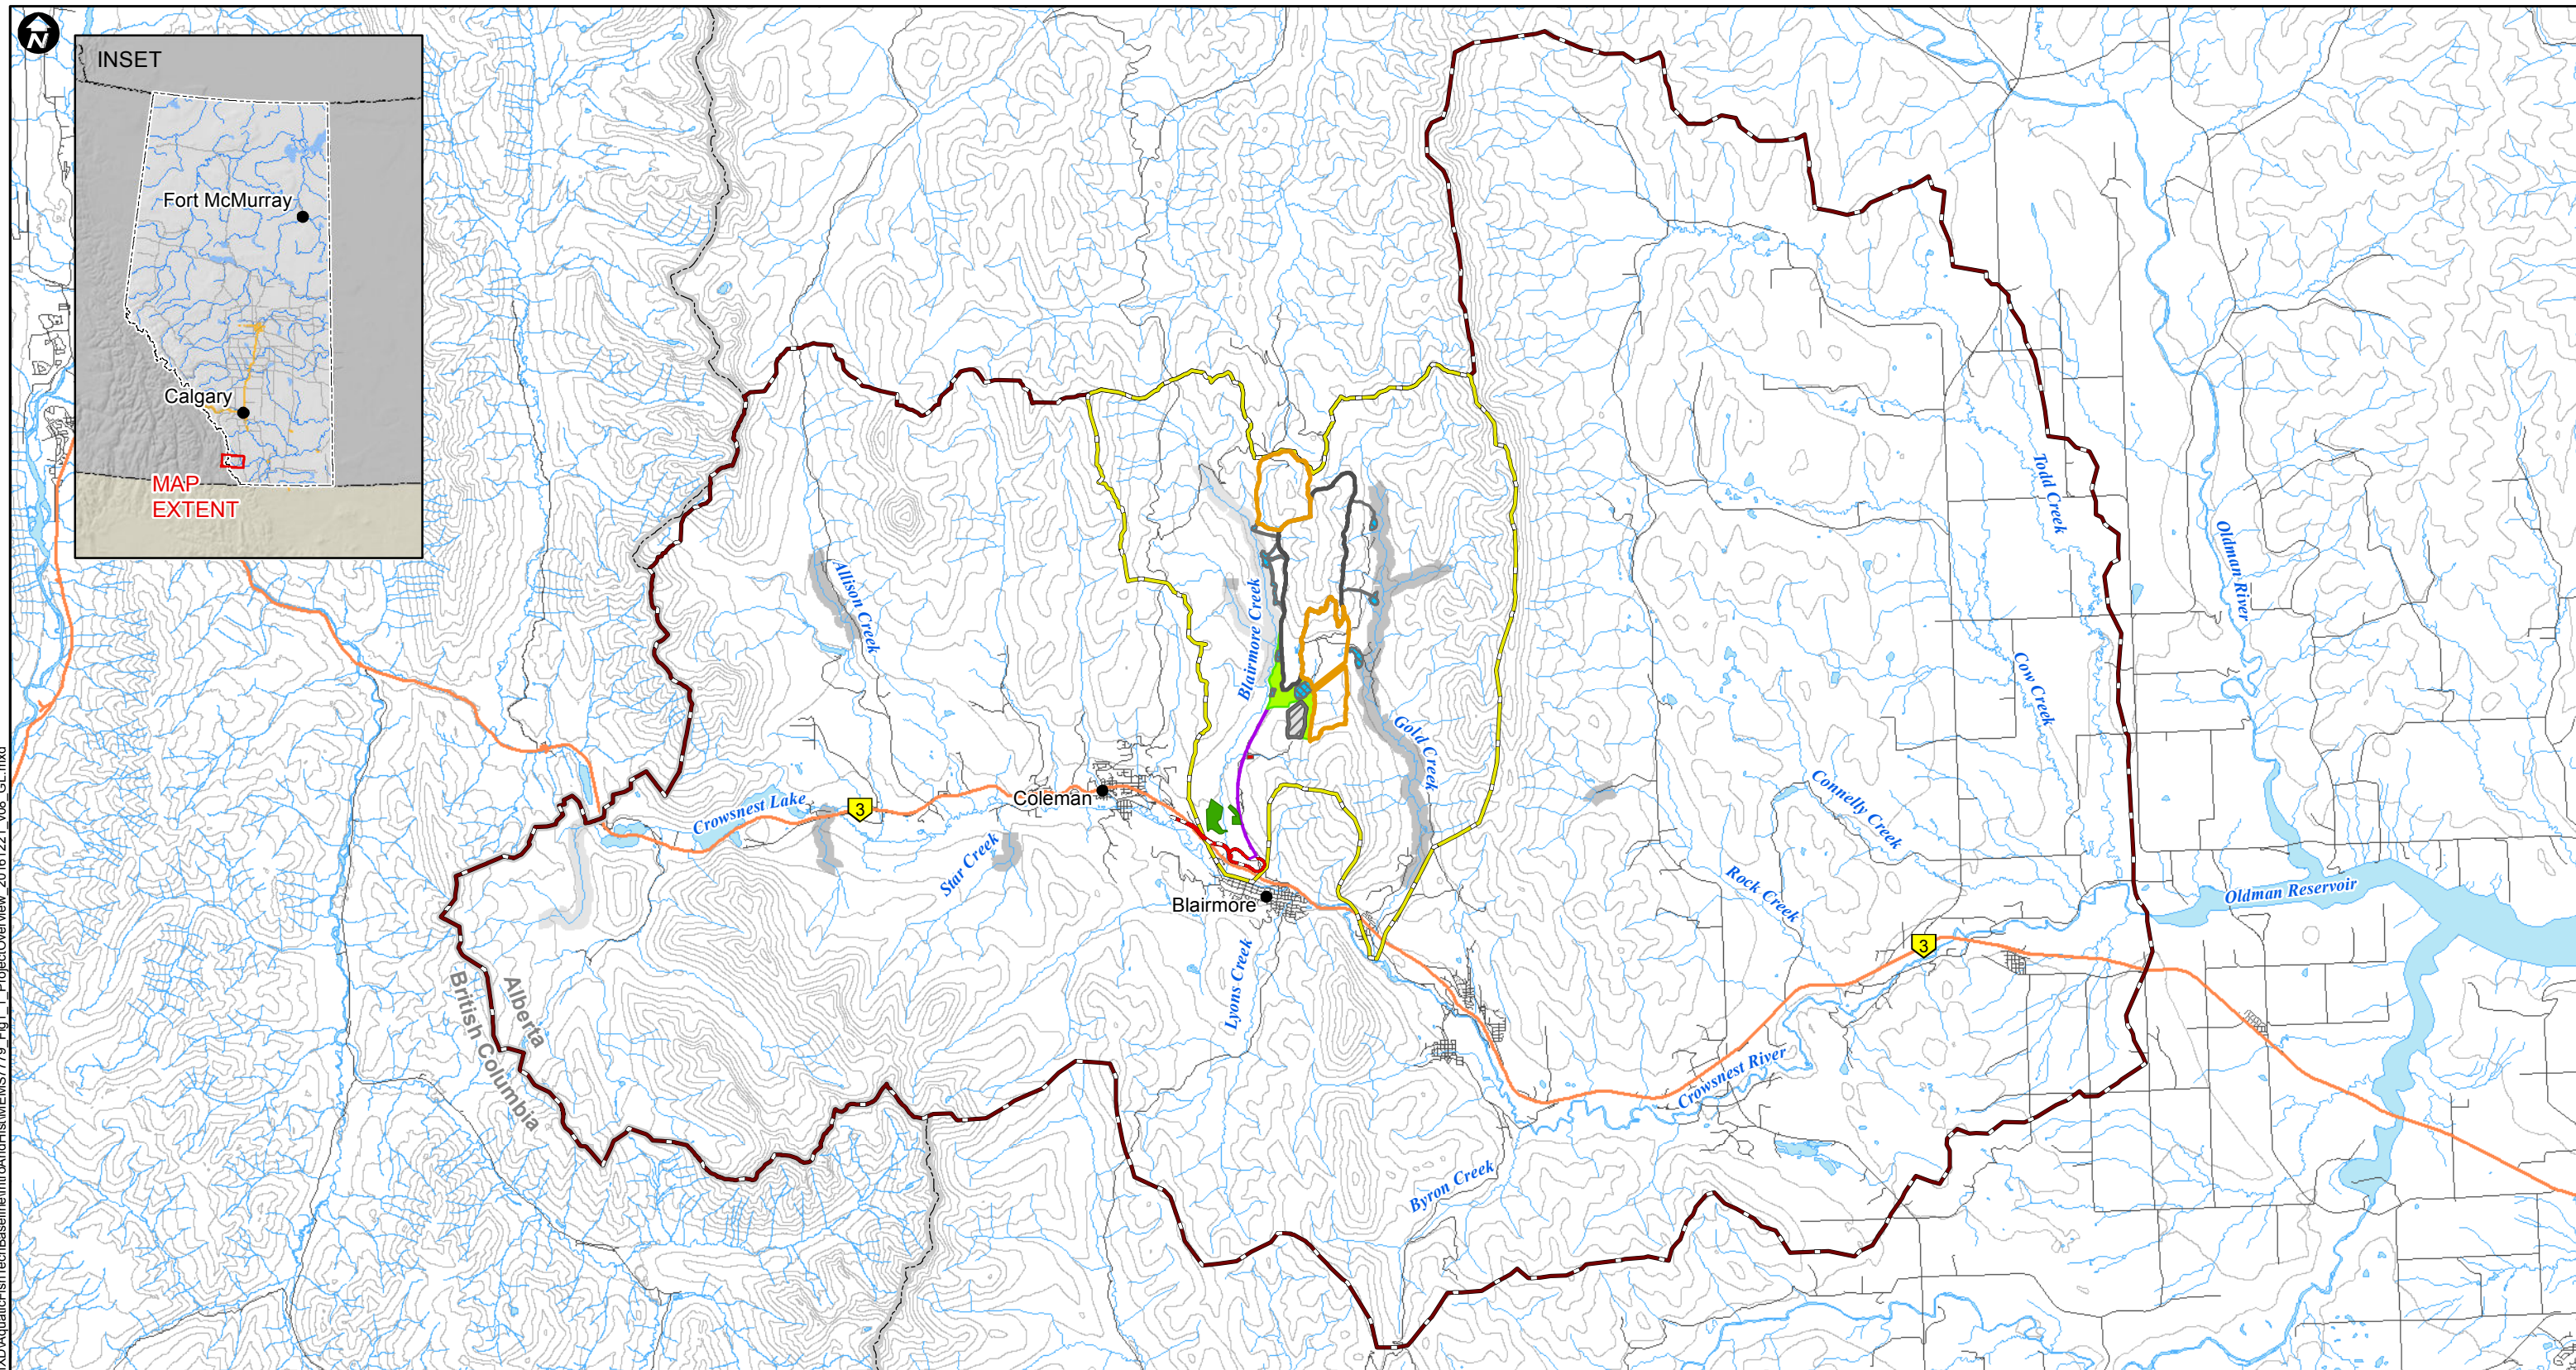 N
INSET
Fort McMurray
Calgary
MAP
EXTENT
Allison Creek
Blairmore Creek
Gold Creek
Todd Creek
Oldman River
Cow Creek
Connelly Creek
Rock Creek
Oldman Reservoir
Crowsnest Lake
3
Coleman
Star Creek
Blairmore
Lyons Creek
3
Alberta
British Columbia
Crowsnest River
Byron Creek